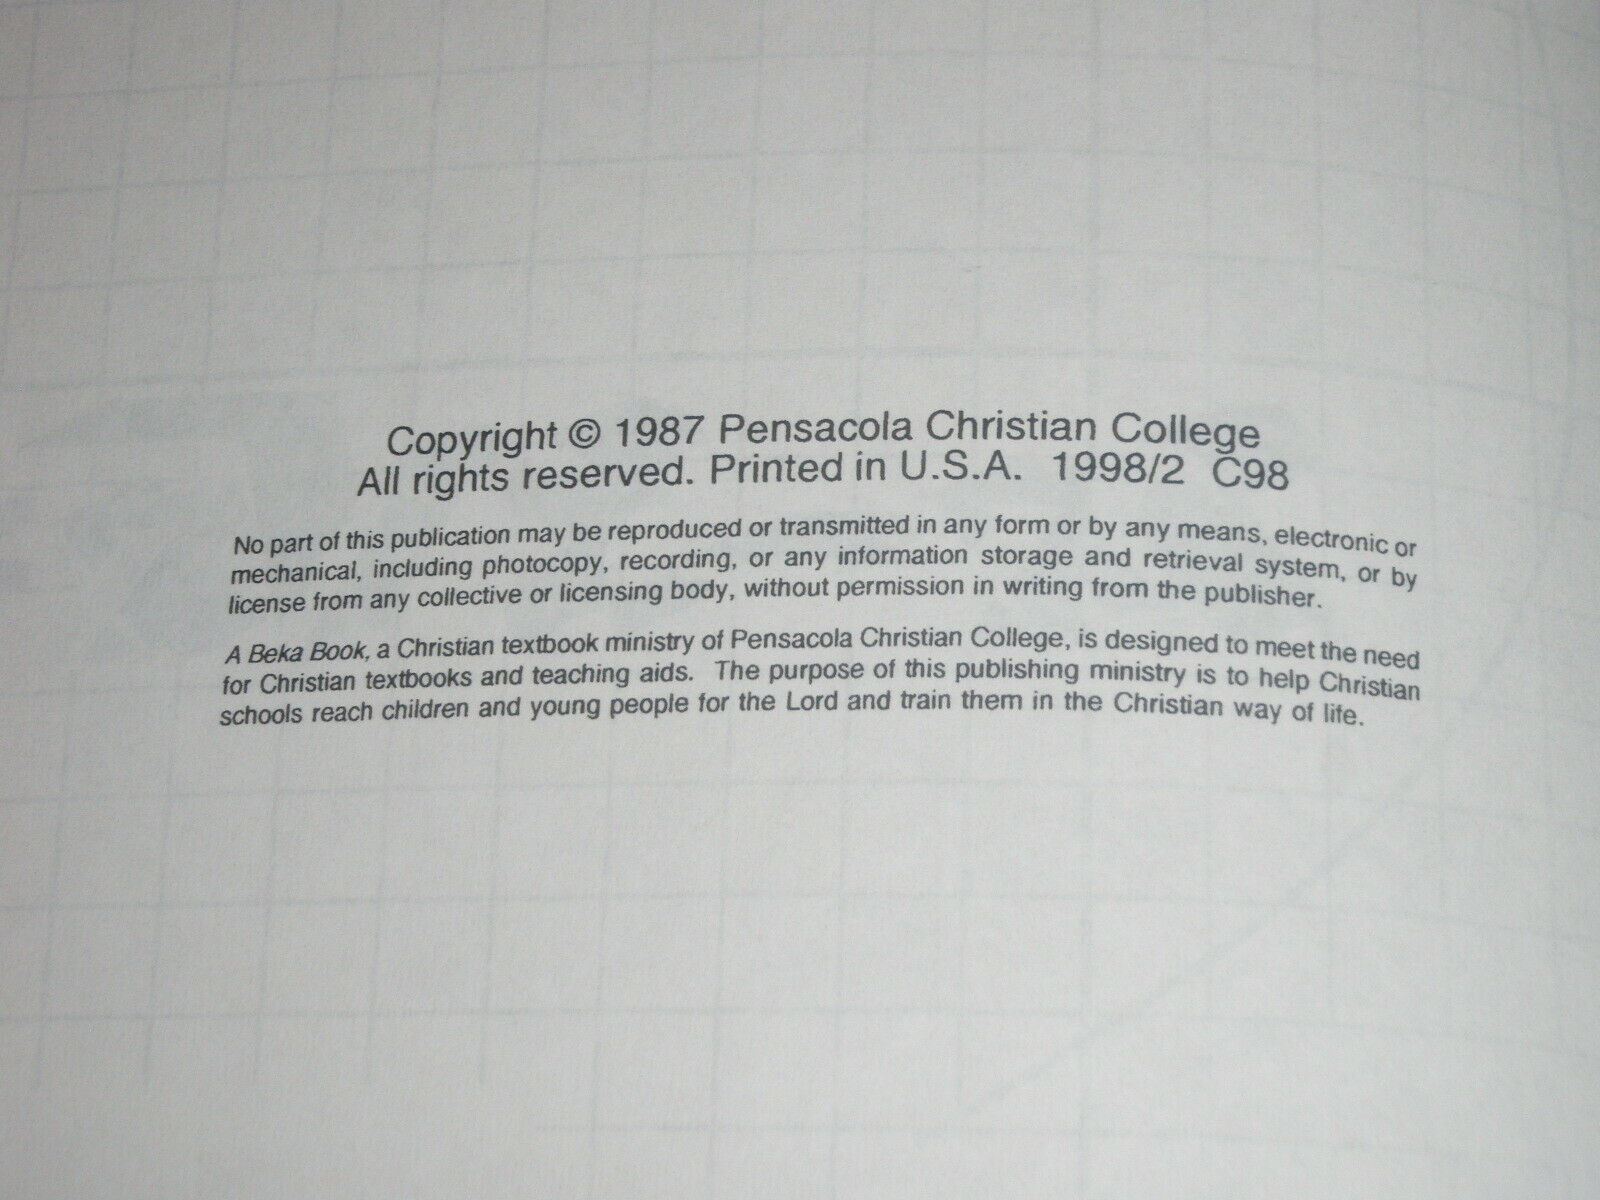 Copyright © 1987 Pensacola Christian College
All rights reserved. Printed in U.S.A. 1998/2 C98
No part of this publication may be reproduced or transmitted in any form or by any means, electronic or
mechanical, including photocopy, recording, or any information storage and retrieval system, or by
license from any collective or licensing body, without permission in writing from the publisher.
A Beka Book, a Christian textbook ministry of Pensacola Christian College, is designed to meet the need
for Christian textbooks and teaching aids. The purpose of this publishing ministry is to help Christian
schools reach children and young people for the Lord and train them in the Christian way of life.